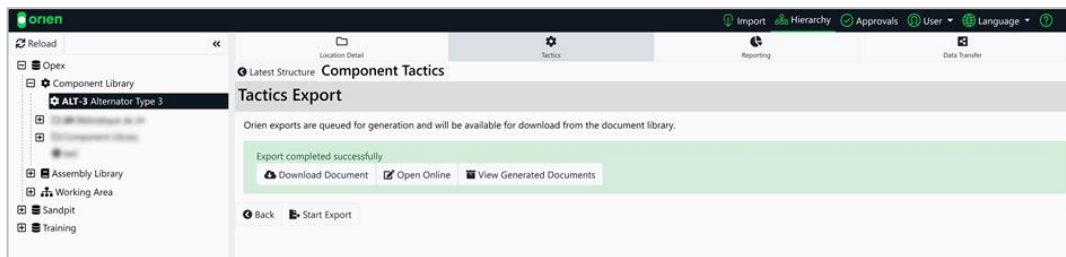 orien
Import Hierarchy Approvals User Language
Reload
Location Detail Tactics Reporting Data Transfer
Opex
Component Library
ALT-3 Alternator Type 3
Assembly Library
Working Area
Sandpit
Training
Latest Structure Component Tactics
Tactics Export
Orien exports are queued for generation and will be available for download from the document library.
Export completed successfully
Download Document Open Online View Generated Documents
Back Start Export